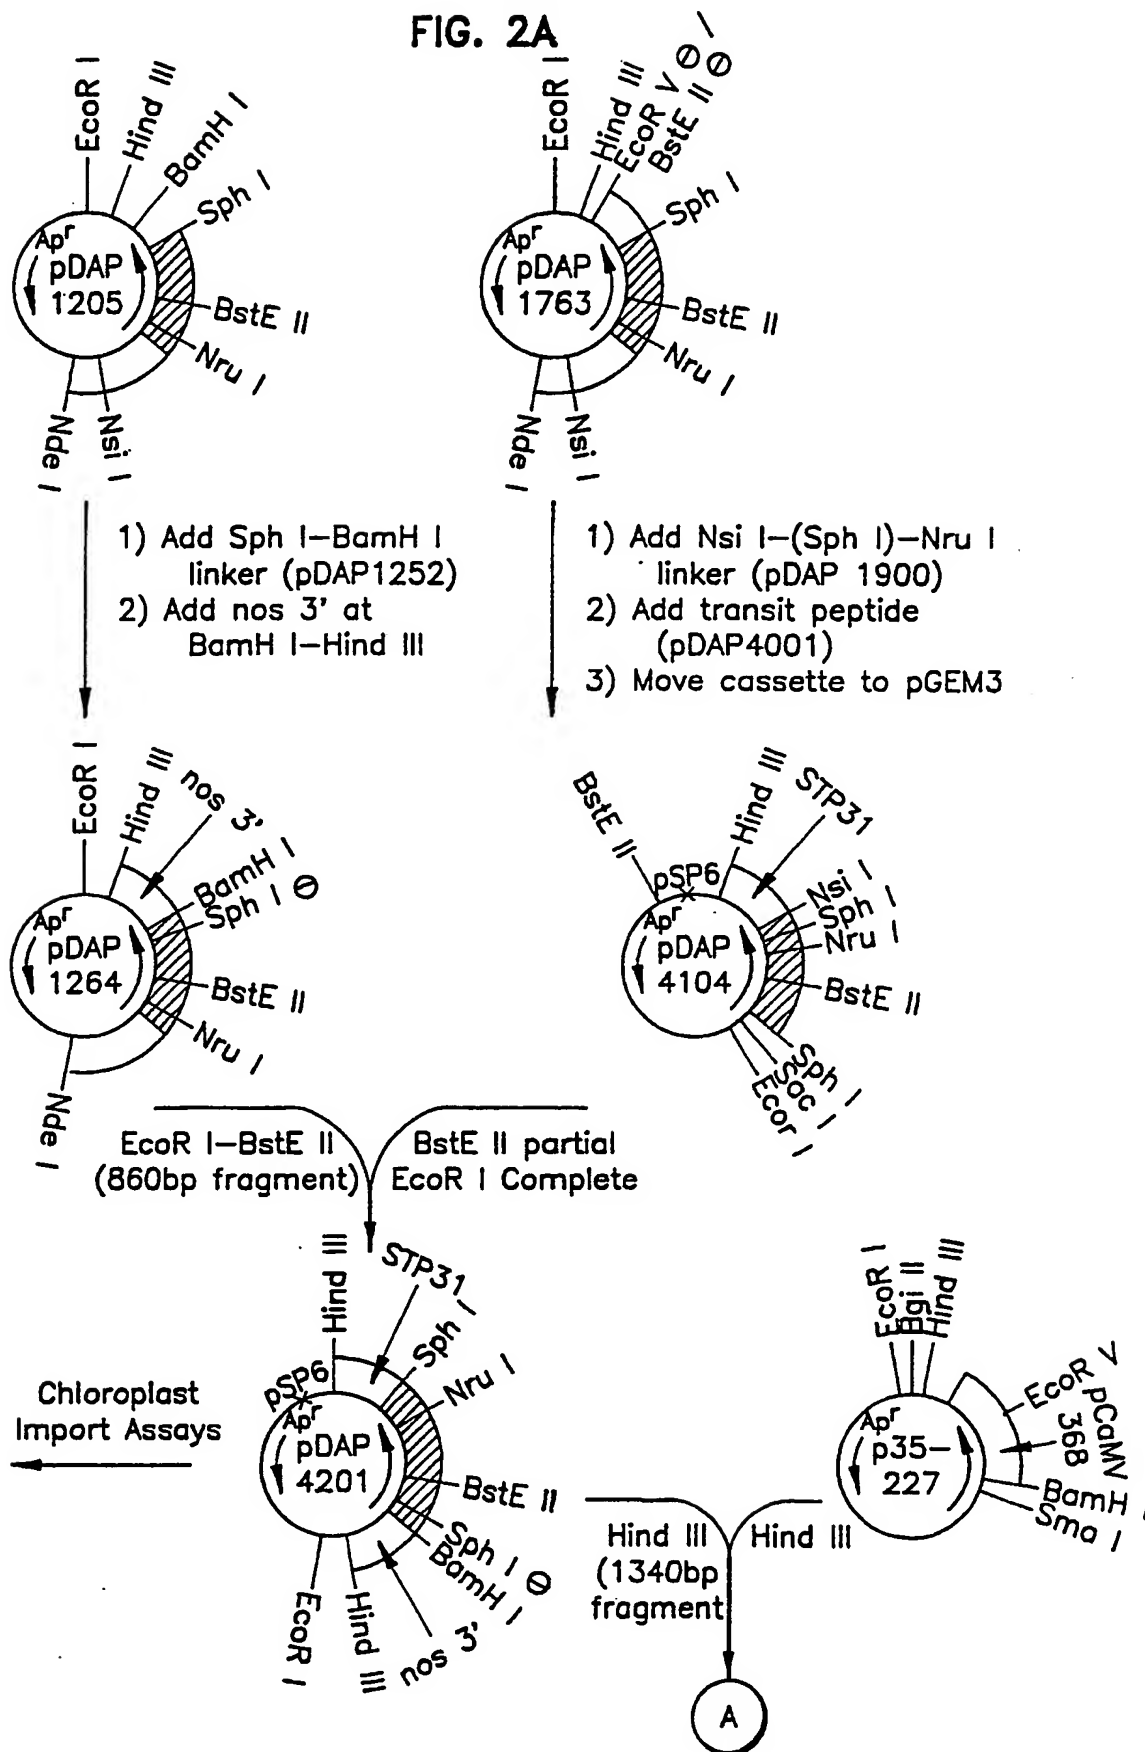 FIG. 2A
EcoR I
Hind III
BamH I
Sph I
BstE II
Nru I
Nsi I
Nde I
Apr
pDAP
1205
EcoR I
Hind III
EcoR V ⊖
BstE II ⊖
Sph I
BstE II
Nru I
Nsi I
Nde I
Apr
pDAP
1763
1) Add Sph I–BamH I
linker (pDAP1252)
2) Add nos 3'  at
BamH I–Hind III
1) Add Nsi I–(Sph I)–Nru I
linker (pDAP 1900)
2) Add transit peptide
(pDAP4001)
3) Move cassette to pGEM3
EcoR I
Hind III
nos 3'
BamH I
Sph I ⊖
BstE II
Nru I
Nde I
Apr
pDAP
1264
BstE II
pSP6
Hind III
STP31
Nsi I
Sph I
Nru I
BstE II
Sph I
Sac I
Ecor I
Apr
pDAP
4104
EcoR I–BstE II
(860bp fragment)
BstE II partial
EcoR I Complete
Chloroplast
Import Assays
pSP6
Hind III
STP31
Sph I
Nru I
BstE II
Sph I ⊖
BamH I
nos 3'
Hind III
EcoR I
Apr
pDAP
4201
EcoR I
Bgi II
Hind III
EcoR V
pCaMV
368
BamH I
Sma I
Apr
p35–
227
Hind III
(1340bp
fragment
Hind III
A